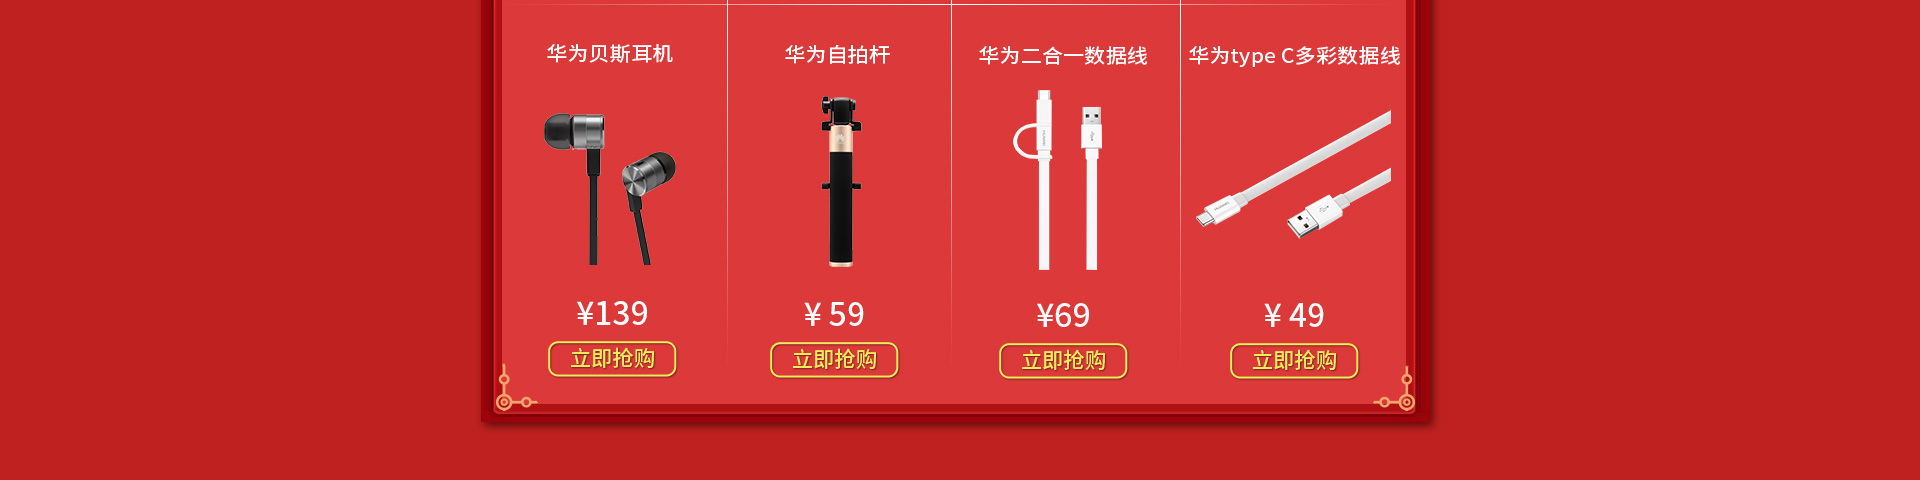 华为贝斯耳机
华为自拍杆
华为二合一数据线
华为type C多彩数据线
¥139
¥ 59
¥69
¥ 49
立即抢购
立即抢购
立即抢购
立即抢购